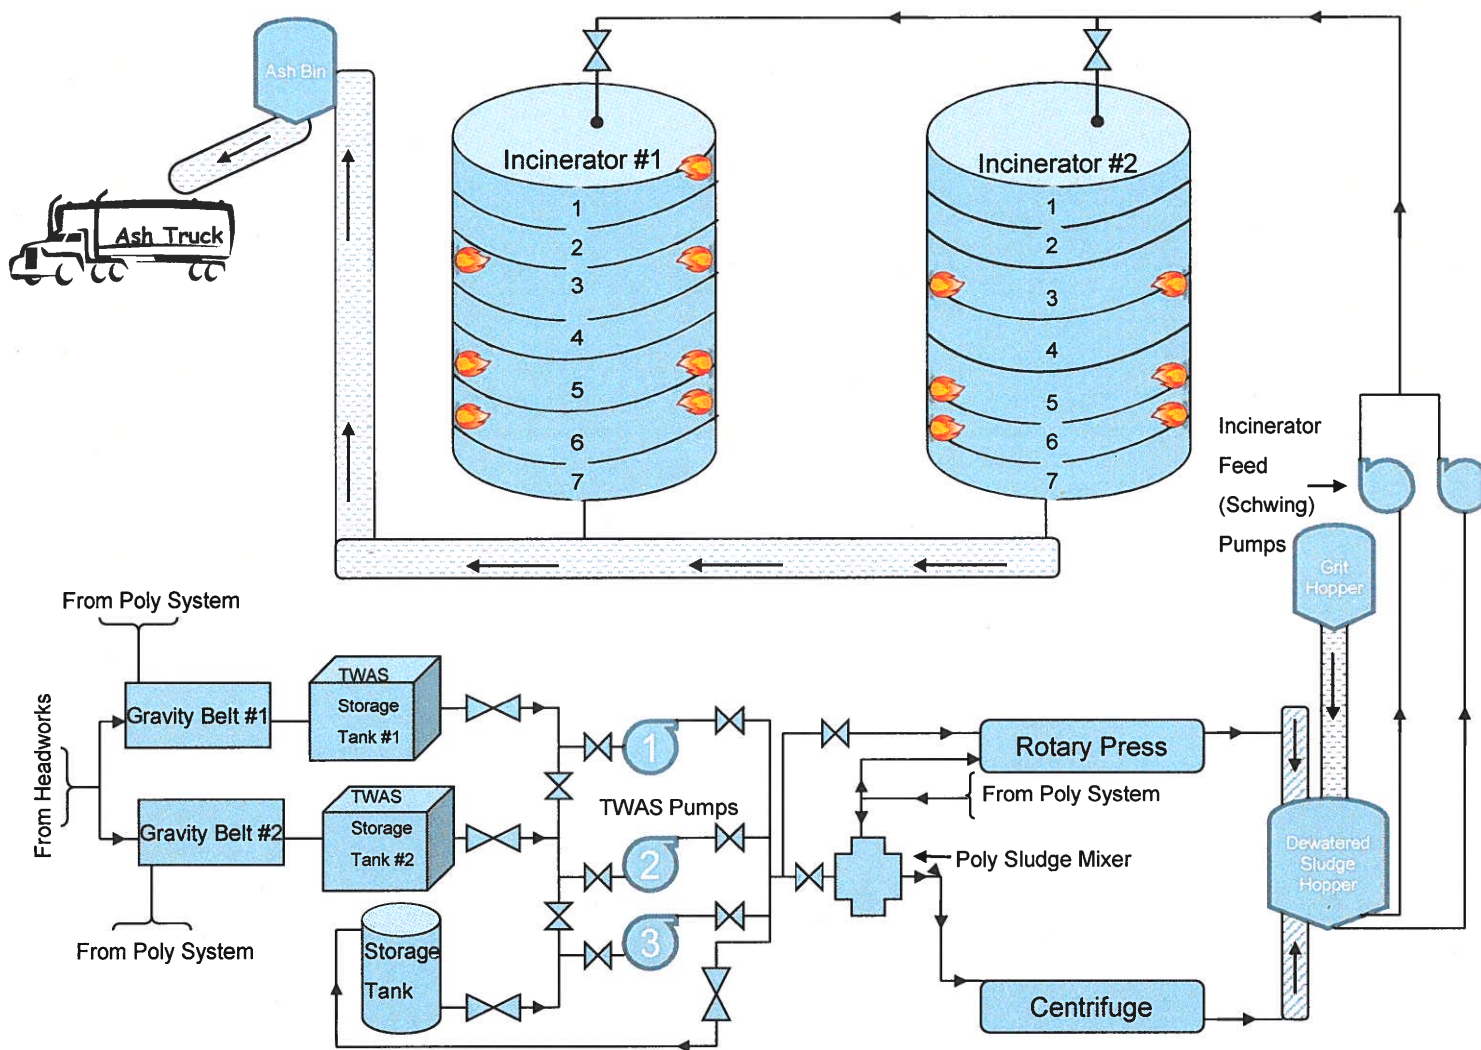 Ash Bin
Ash Truck
Incinerator #1
1
2
3
4
5
6
7
Incinerator #2
1
2
3
4
5
6
7
Incinerator
Feed
(Schwing)
Pumps
Grit
Hopper
From Poly System
From Headworks
Gravity Belt #1
TWAS
Storage
Tank #1
Gravity Belt #2
TWAS
Storage
Tank #2
From Poly System
Storage
Tank
1
TWAS Pumps
2
3
Rotary Press
From Poly System
Poly Sludge Mixer
Centrifuge
Dewatered
Sludge
Hopper